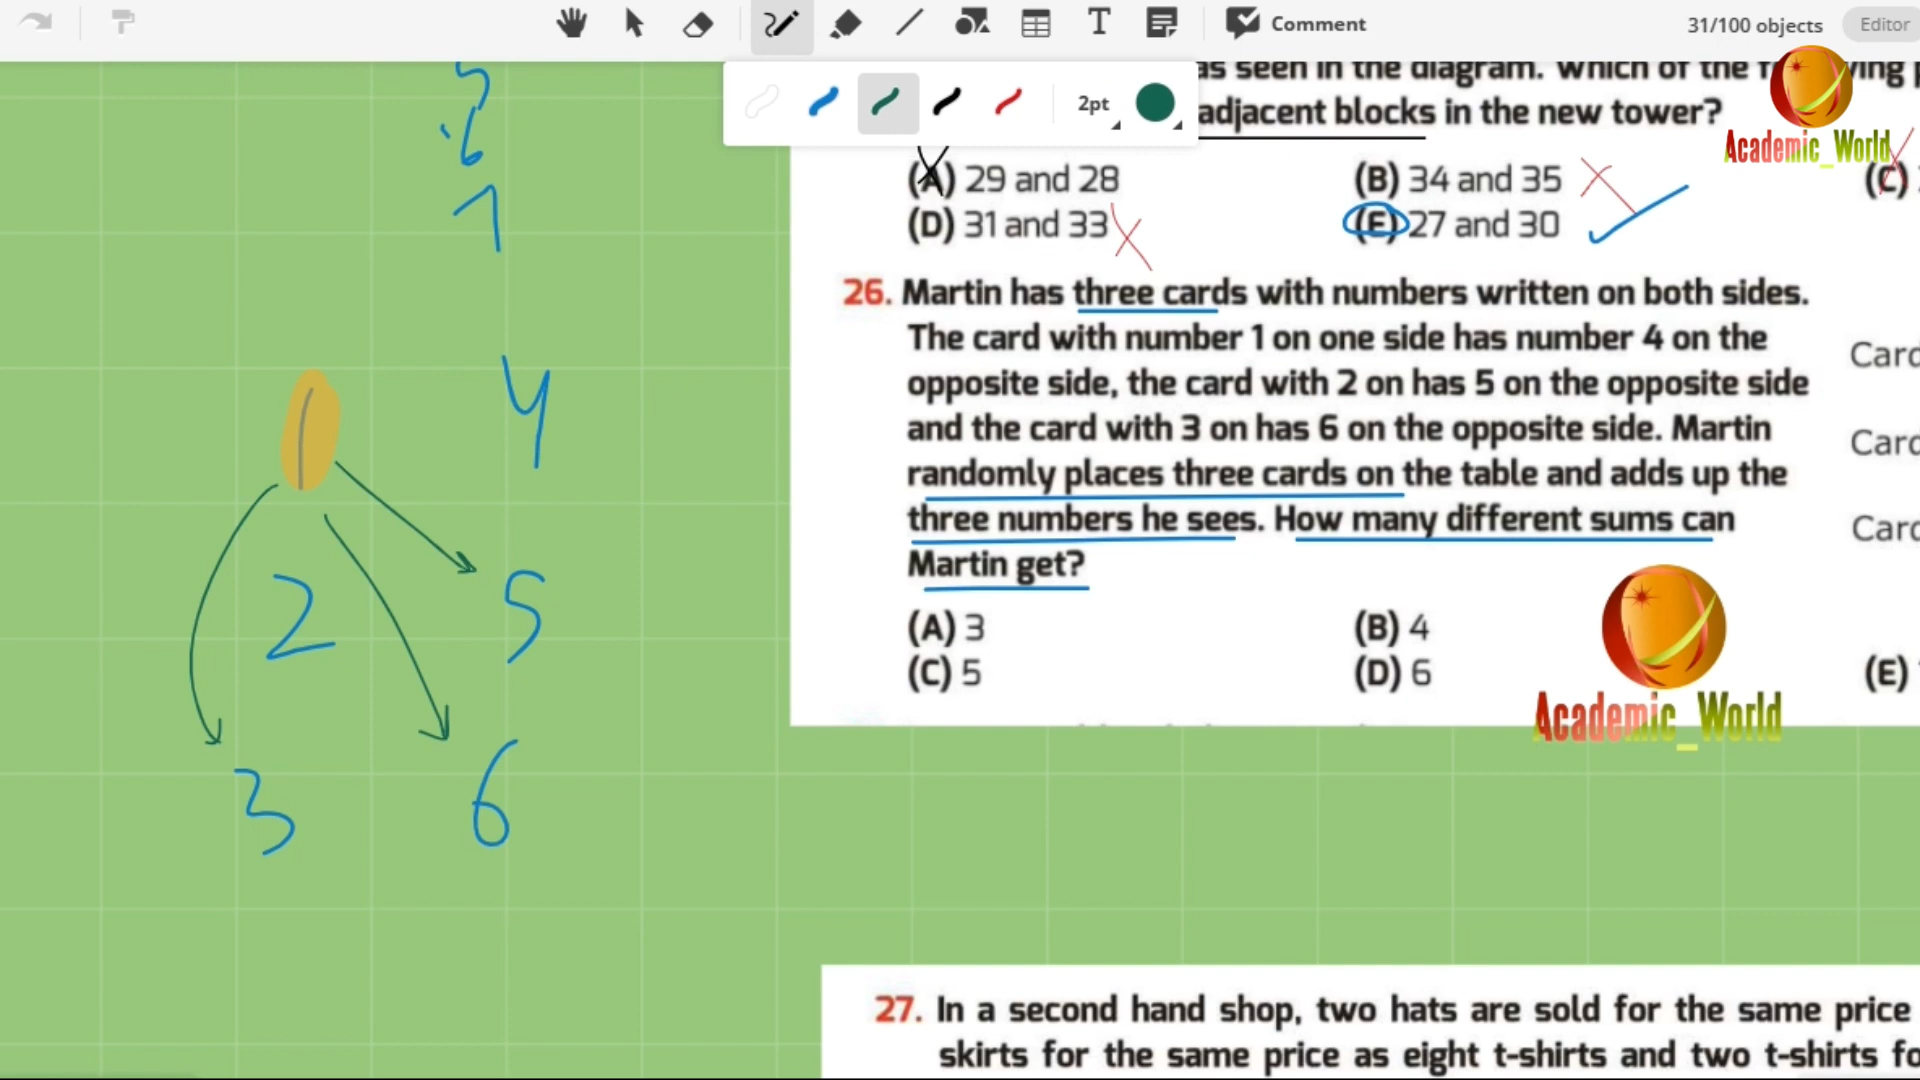 Comment
31/100 objects
Editor
2pt
as seen in the diagram. Which of the
adjacent blocks in the new tower?
Academic_World
(A) 29 and 28
(B) 34 and 35
(C)
(D) 31 and 33
(E) 27 and 30
26. Martin has three cards with numbers written on both sides.
The card with number 1 on one side has number 4 on the
opposite side, the card with 2 on has 5 on the opposite side
and the card with 3 on has 6 on the opposite side. Martin
randomly places three cards on the table and adds up the
three numbers he sees. How many different sums can
Martin get?
Card
Card
Card
(A) 3
(B) 4
(C) 5
(D) 6
(E)
Academic_World
5
6
7
1
4
2
5
3
6
27. In a second hand shop, two hats are sold for the same price
skirts for the same price as eight t-shirts and two t-shirts